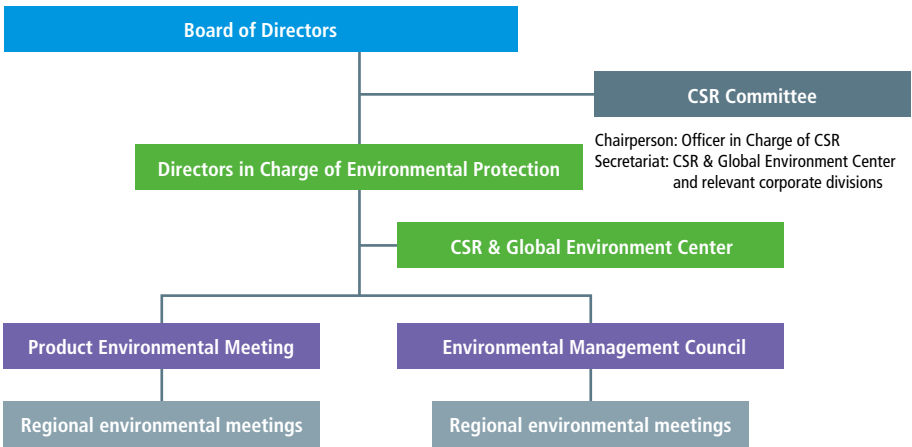 Board of Directors
CSR Committee
Chairperson: Officer in Charge of CSR
Secretariat: CSR & Global Environment Center
and relevant corporate divisions
Directors in Charge of Environmental Protection
CSR & Global Environment Center
Product Environmental Meeting
Environmental Management Council
Regional environmental meetings
Regional environmental meetings